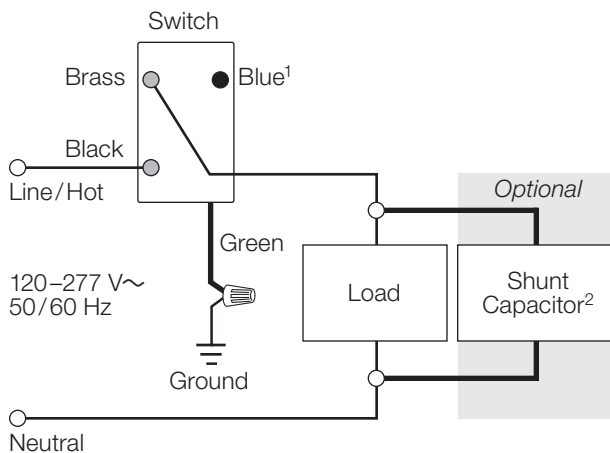 Switch
Brass
Blue¹
Black
Line/Hot
Optional
Green
120–277 V~
50/60 Hz
Load
Shunt
Capacitor²
Ground
Neutral